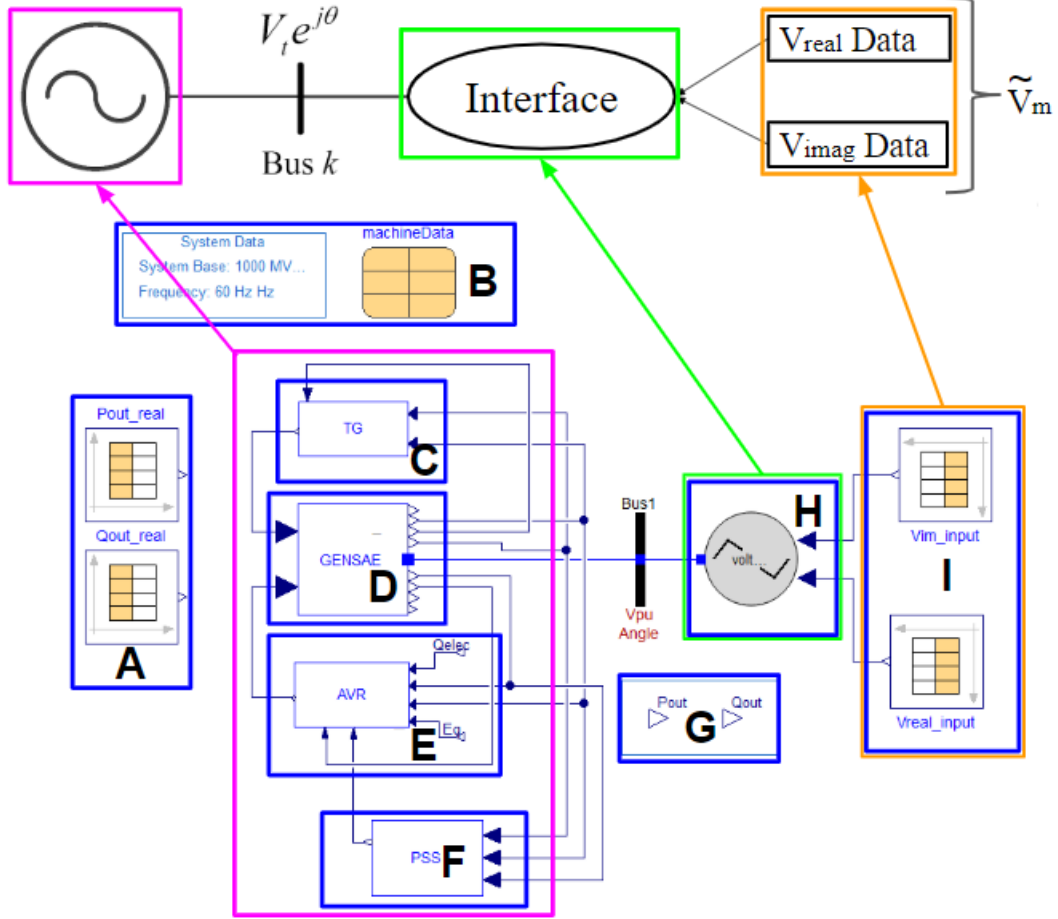 V_t e^{jθ}
Bus k
Interface
Vreal Data
Vimag Data
Ṽm
System Data
System Base: 1000 MV...
Frequency: 60 Hz Hz
machineData
B
Pout_real
Qout_real
A
TG
C
GENSAE
D
Qelec
AVR
Eq
E
PSS
F
Bus1
Vpu
Angle
volt...
H
Pout
Qout
G
Vim_input
I
Vreal_input